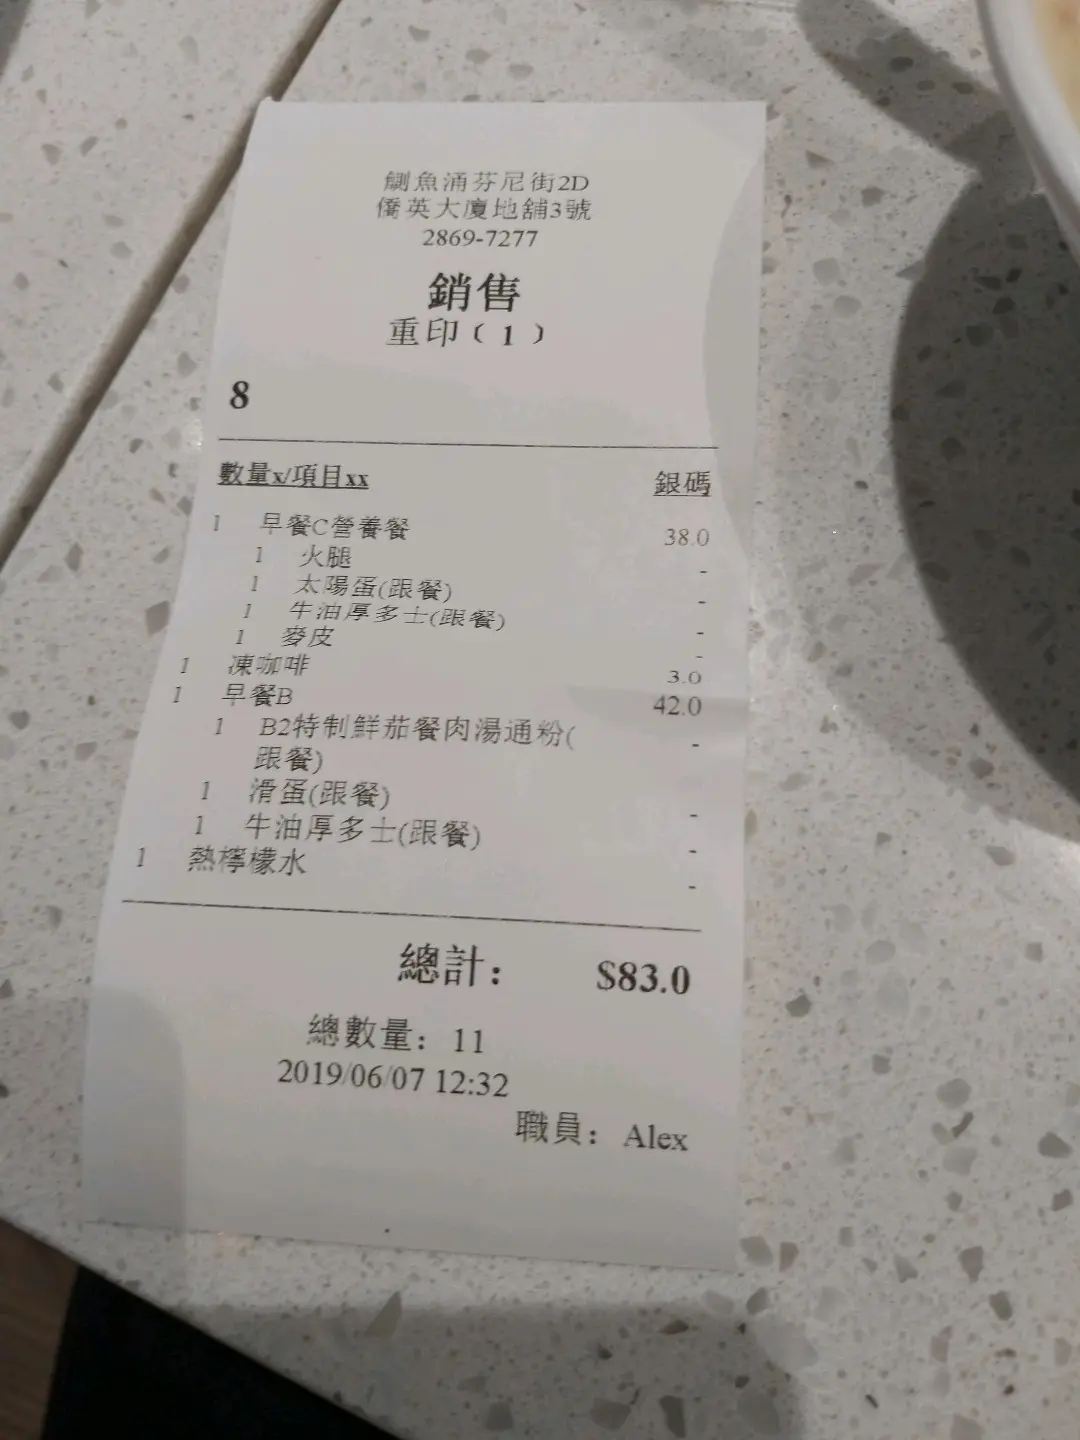 鰂魚涌芬尼街2D
僑英大廈地舖3號
2869-7277
銷售
重印(1)
8
數量x/項目xx 銀碼
1 早餐C營養餐 38.0
1 火腿 -
1 太陽蛋(跟餐) -
1 牛油厚多士(跟餐) -
1 麥皮 -
1 凍咖啡 3.0
1 早餐B 42.0
1 B2特制鮮茄餐肉湯通粉( -
跟餐)
1 滑蛋(跟餐) -
1 牛油厚多士(跟餐) -
1 熱檸檬水 -
總計: $83.0
總數量: 11
2019/06/07 12:32
職員: Alex